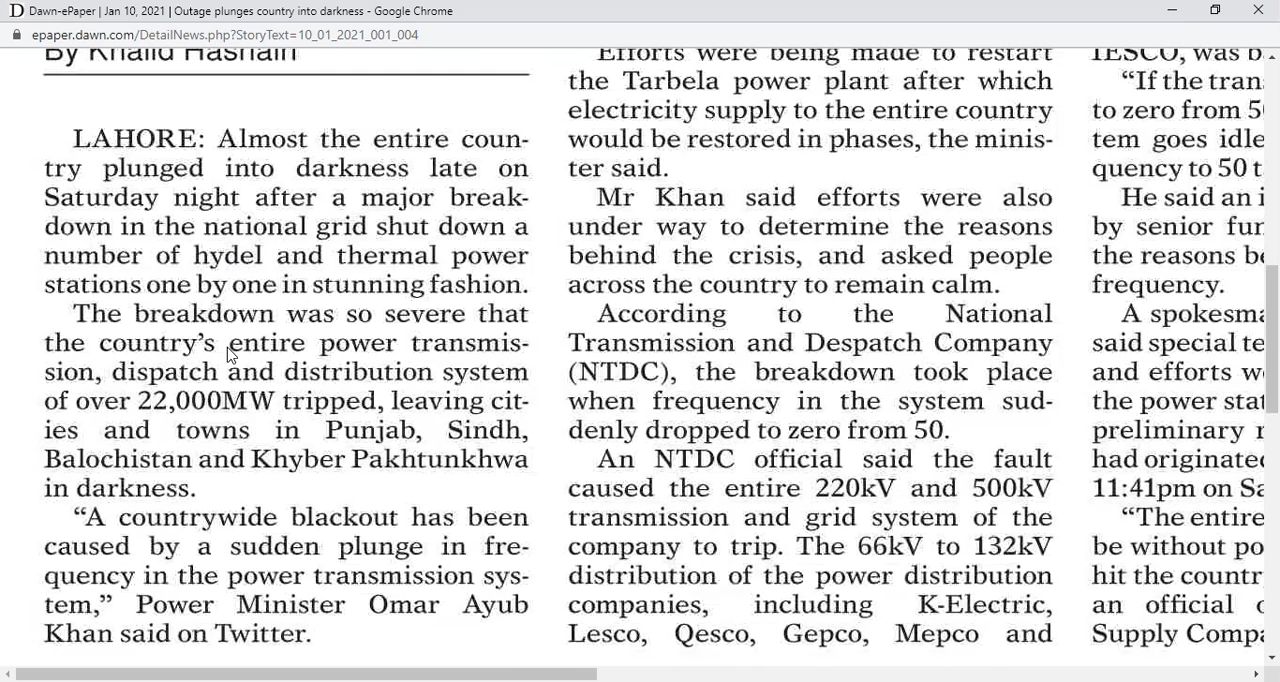 Dawn-ePaper | Jan 10, 2021 | Outage plunges country into darkness - Google Chrome
epaper.dawn.com/DetailNews.php?StoryText=10_01_2021_001_004
By Khalid Hasnain
LAHORE: Almost the entire coun-
try plunged into darkness late on
Saturday night after a major break-
down in the national grid shut down a
number of hydel and thermal power
stations one by one in stunning fashion.
The breakdown was so severe that
the country's entire power transmis-
sion, dispatch and distribution system
of over 22,000MW tripped, leaving cit-
ies and towns in Punjab, Sindh,
Balochistan and Khyber Pakhtunkhwa
in darkness.
“A countrywide blackout has been
caused by a sudden plunge in fre-
quency in the power transmission sys-
tem,” Power Minister Omar Ayub
Khan said on Twitter.
Efforts were being made to restart
the Tarbela power plant after which
electricity supply to the entire country
would be restored in phases, the minis-
ter said.
Mr Khan said efforts were also
under way to determine the reasons
behind the crisis, and asked people
across the country to remain calm.
According to the National
Transmission and Despatch Company
(NTDC), the breakdown took place
when frequency in the system sud-
denly dropped to zero from 50.
An NTDC official said the fault
caused the entire 220kV and 500kV
transmission and grid system of the
company to trip. The 66kV to 132kV
distribution of the power distribution
companies, including K-Electric,
Lesco, Qesco, Gepco, Mepco and
IESCO, was
“If the
to zero from
tem goes idle
quency to 50
He said an
by senior
the reasons
frequency.
A
said special
and efforts
the power
preliminary
had
11:41pm on
“The entire
be without
hit the
an official
Supply